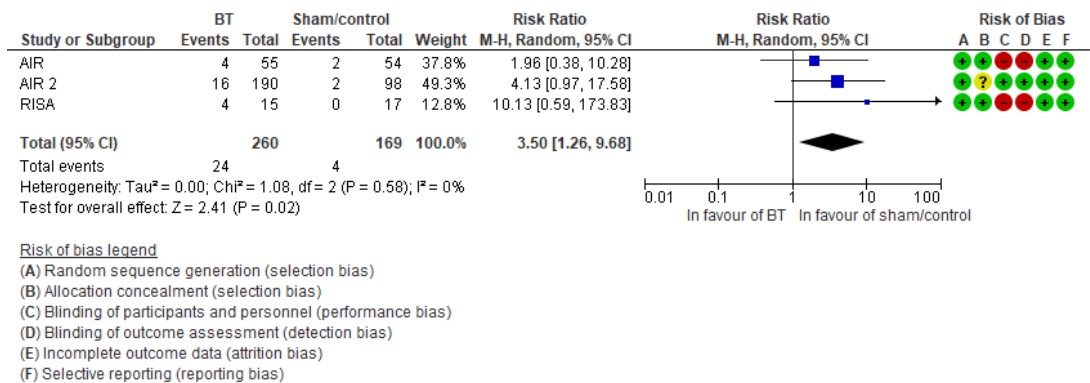 BT Sham/control Risk Ratio Risk Ratio Risk of Bias
Study or Subgroup Events Total Events Total Weight M-H, Random, 95% CI M-H, Random, 95% CI A B C D E F
AIR 4 55 2 54 37.8% 1.96 [0.38, 10.28] + + - - + +
AIR 2 16 190 2 98 49.3% 4.13 [0.97, 17.58] + ? + + + +
RISA 4 15 0 17 12.8% 10.13 [0.59, 173.83] + + - - + +
Total (95% CI) 260 169 100.0% 3.50 [1.26, 9.68]
Total events 24 4
Heterogeneity: Tau² = 0.00; Chi² = 1.08, df = 2 (P = 0.58); I² = 0%
Test for overall effect: Z = 2.41 (P = 0.02)
0.01 0.1 1 10 100
In favour of BT In favour of sham/control
Risk of bias legend
(A) Random sequence generation (selection bias)
(B) Allocation concealment (selection bias)
(C) Blinding of participants and personnel (performance bias)
(D) Blinding of outcome assessment (detection bias)
(E) Incomplete outcome data (attrition bias)
(F) Selective reporting (reporting bias)